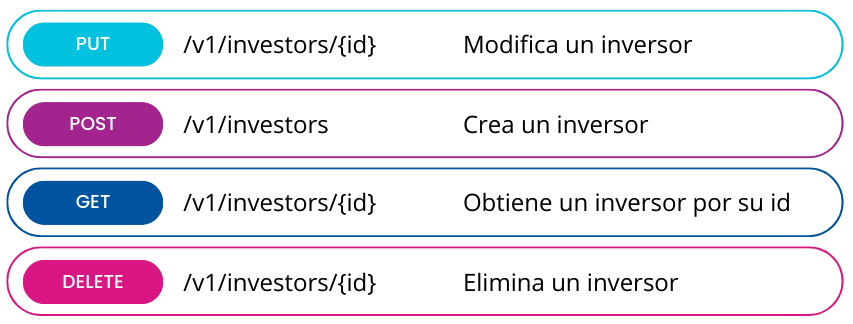 PUT /v1/investors/{id} Modifica un inversor
POST /v1/investors Crea un inversor
GET /v1/investors/{id} Obtiene un inversor por su id
DELETE /v1/investors/{id} Elimina un inversor